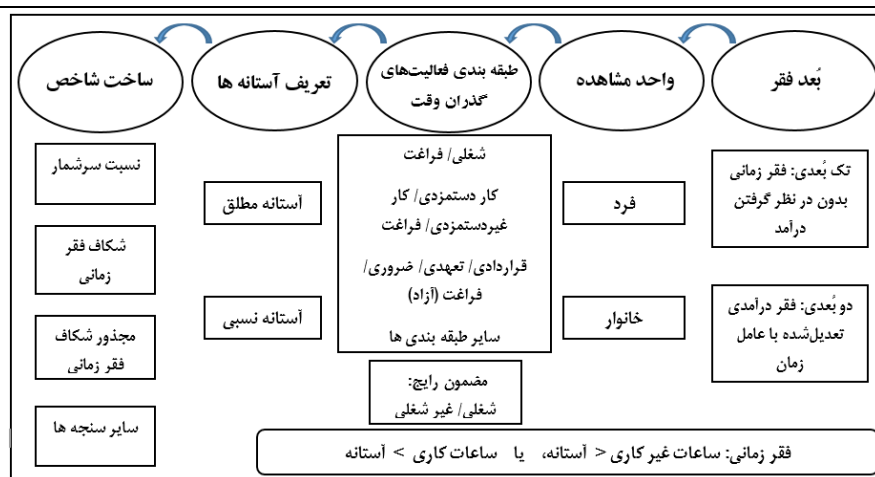 بُعد فقر
واحد مشاهده
طبقه بندی فعالیت‌های
گذران وقت
تعریف آستانه ها
ساخت شاخص
تک بُعدی: فقر زمانی
بدون در نظر گرفتن
درآمد
دو بُعدی: فقر درآمدی
تعدیل‌شده با عامل
زمان
فرد
خانوار
شغلی/ فراغت
کار دستمزدی/ کار
غیردستمزدی/ فراغت
قراردادی/ تعهدی/ ضروری/
فراغت (آزاد)
سایر طبقه بندی ها
مضمون رایج:
شغلی/ غیر شغلی
آستانه مطلق
آستانه نسبی
نسبت سرشمار
شکاف فقر
زمانی
مجذور شکاف
فقر زمانی
سایر سنجه ها
فقر زمانی: ساعات غیر کاری < آستانه، یا ساعات کاری > آستانه